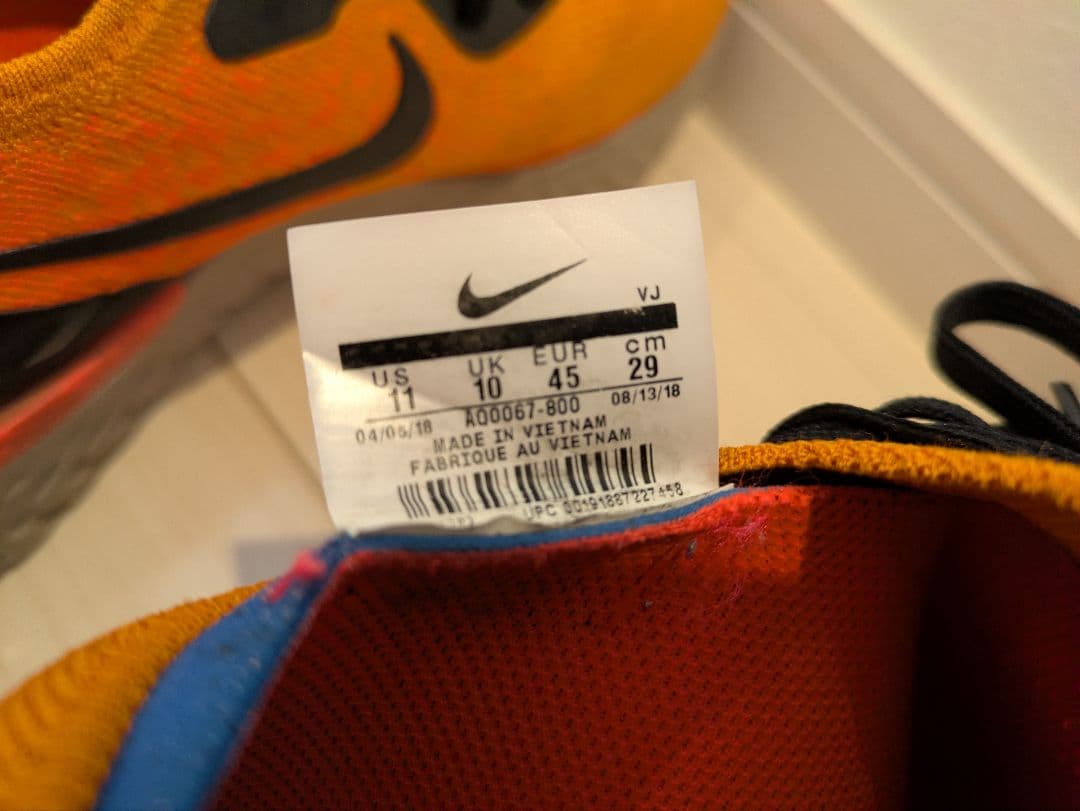 VJ
US UK EUR cm
11 10 45 29
04/05/18 AO0067-800 08/13/18
MADE IN VIETNAM
FABRIQUE AU VIETNAM
UPC 00191887227458